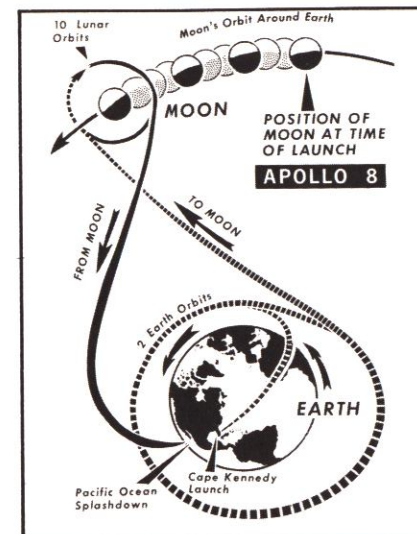 10 Lunar
Orbits
Moon's Orbit Around Earth
MOON
POSITION OF
MOON AT TIME
OF LAUNCH
APOLLO 8
TO MOON
FROM MOON
2 Earth Orbits
EARTH
Cape Kennedy
Launch
Pacific Ocean
Splashdown